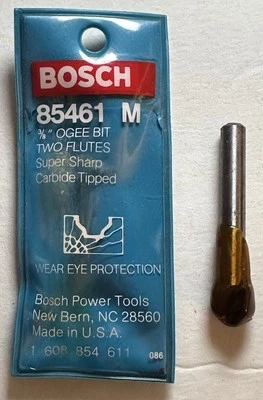 BOSCH
85461 M
3/8" OGEE BIT
TWO FLUTES
Super Sharp
Carbide Tipped
WEAR EYE PROTECTION
Bosch Power Tools
New Bern, NC 28560
Made in U.S.A.
1 608 854 611 086